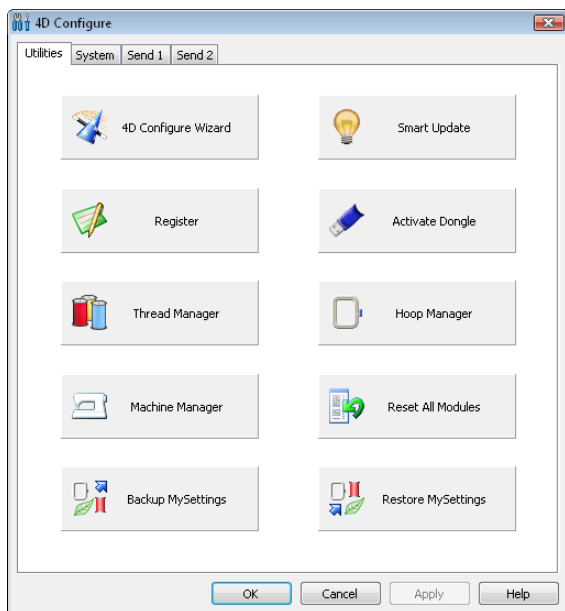 4D Configure
Utilities System Send 1 Send 2
4D Configure Wizard Smart Update
Register Activate Dongle
Thread Manager Hoop Manager
Machine Manager Reset All Modules
Backup MySettings Restore MySettings
OK Cancel Apply Help